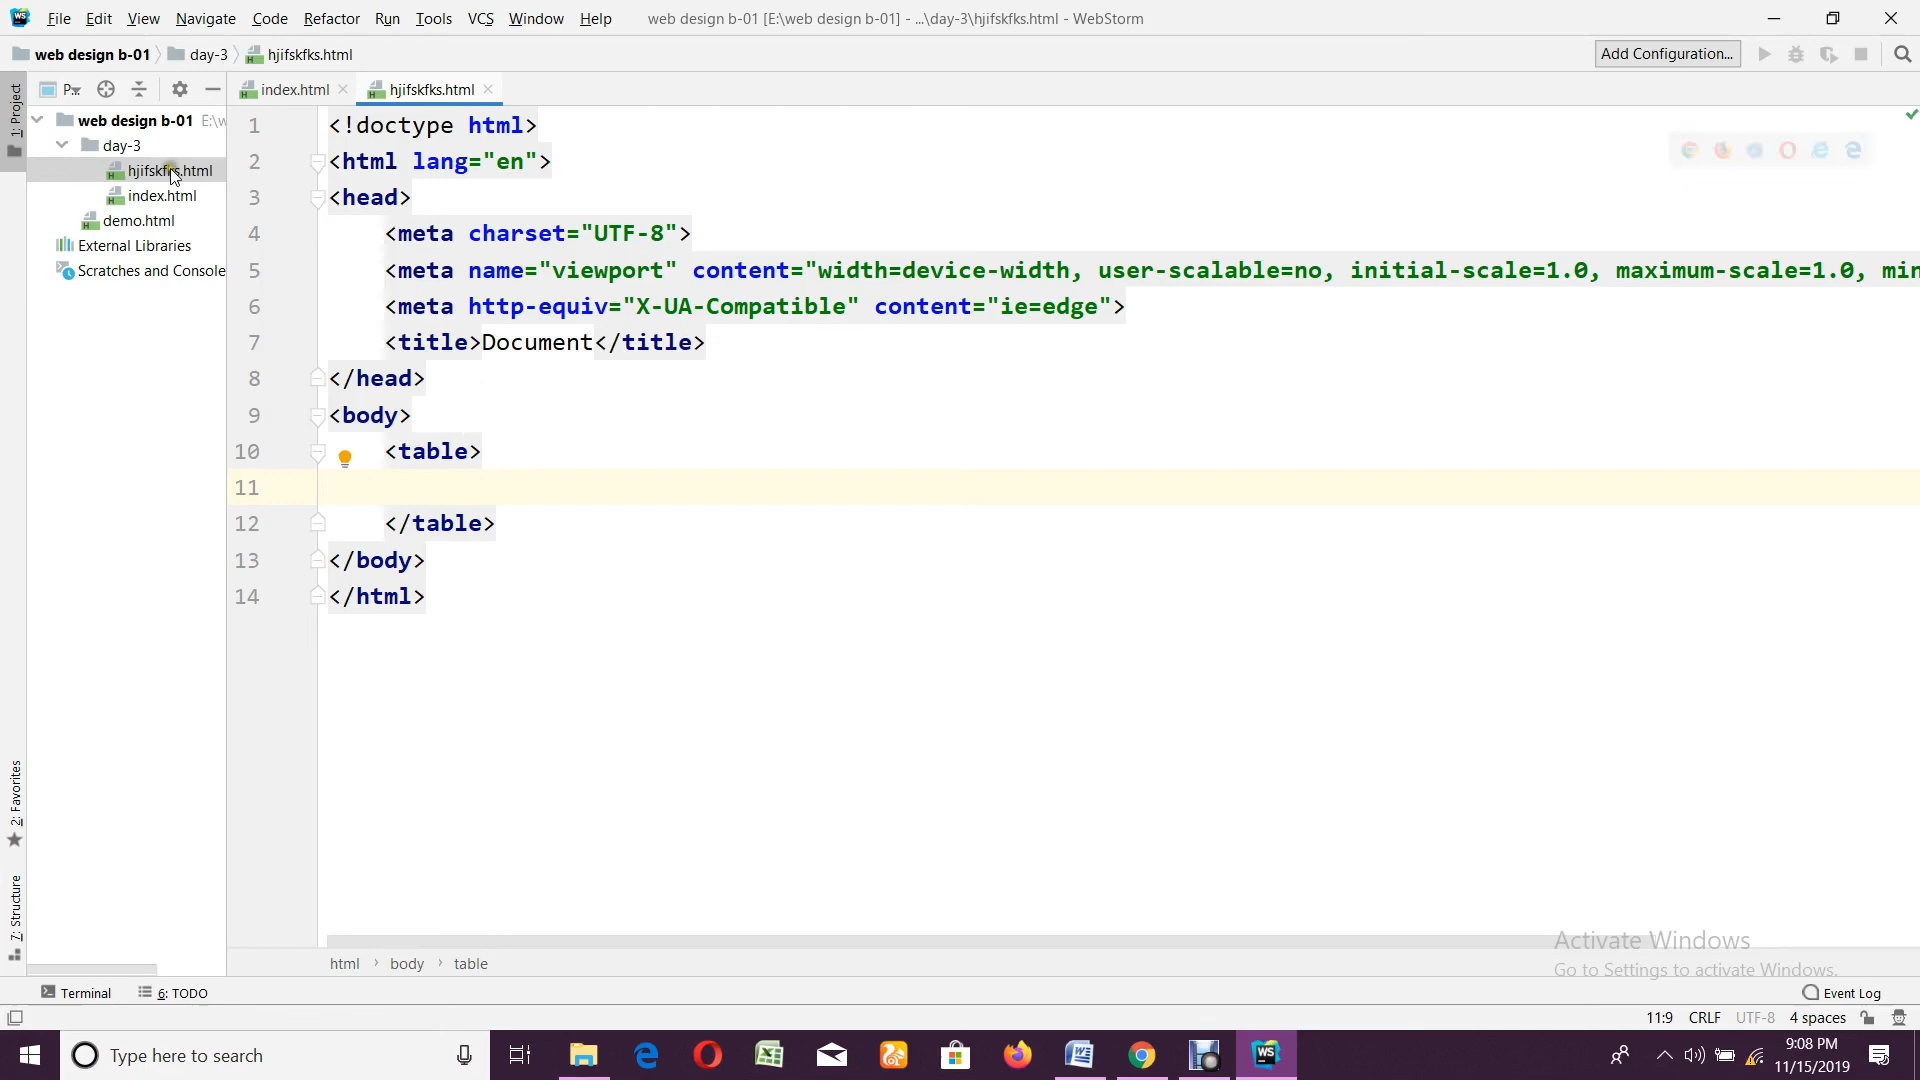 File Edit View Navigate Code Refactor Run Tools VCS Window Help web design b-01 [E:\web design b-01] - ...\day-3\hjifskfks.html - WebStorm
web design b-01 day-3 hjifskfks.html Add Configuration...
1: Project
P... index.html hjifskfks.html
web design b-01 E:\w
day-3
hjifskfks.html
index.html
demo.html
External Libraries
Scratches and Console
1 <!doctype html>
2 <html lang="en">
3 <head>
4 <meta charset="UTF-8">
5 <meta name="viewport" content="width=device-width, user-scalable=no, initial-scale=1.0, maximum-scale=1.0, min
6 <meta http-equiv="X-UA-Compatible" content="ie=edge">
7 <title>Document</title>
8 </head>
9 <body>
10 <table>
11
12 </table>
13 </body>
14 </html>
2: Favorites
7: Structure
Activate Windows
Go to Settings to activate Windows.
html body table
Terminal 6: TODO Event Log
11:9 CRLF UTF-8 4 spaces
Type here to search
9:08 PM
11/15/2019